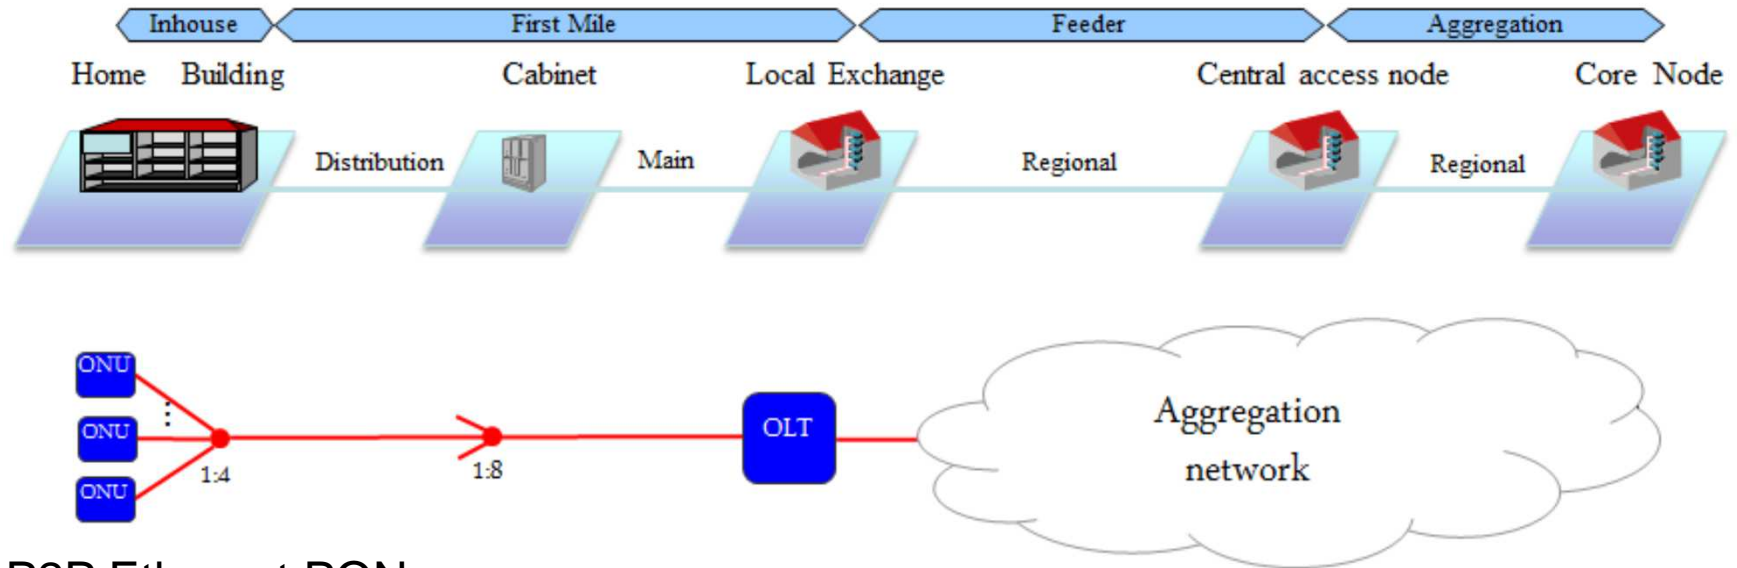 Inhouse First Mile Feeder Aggregation
Home Building Cabinet Local Exchange Central access node Core Node
Distribution Main Regional Regional
ONU
ONU
ONU
1:4
1:8
OLT
Aggregation
network